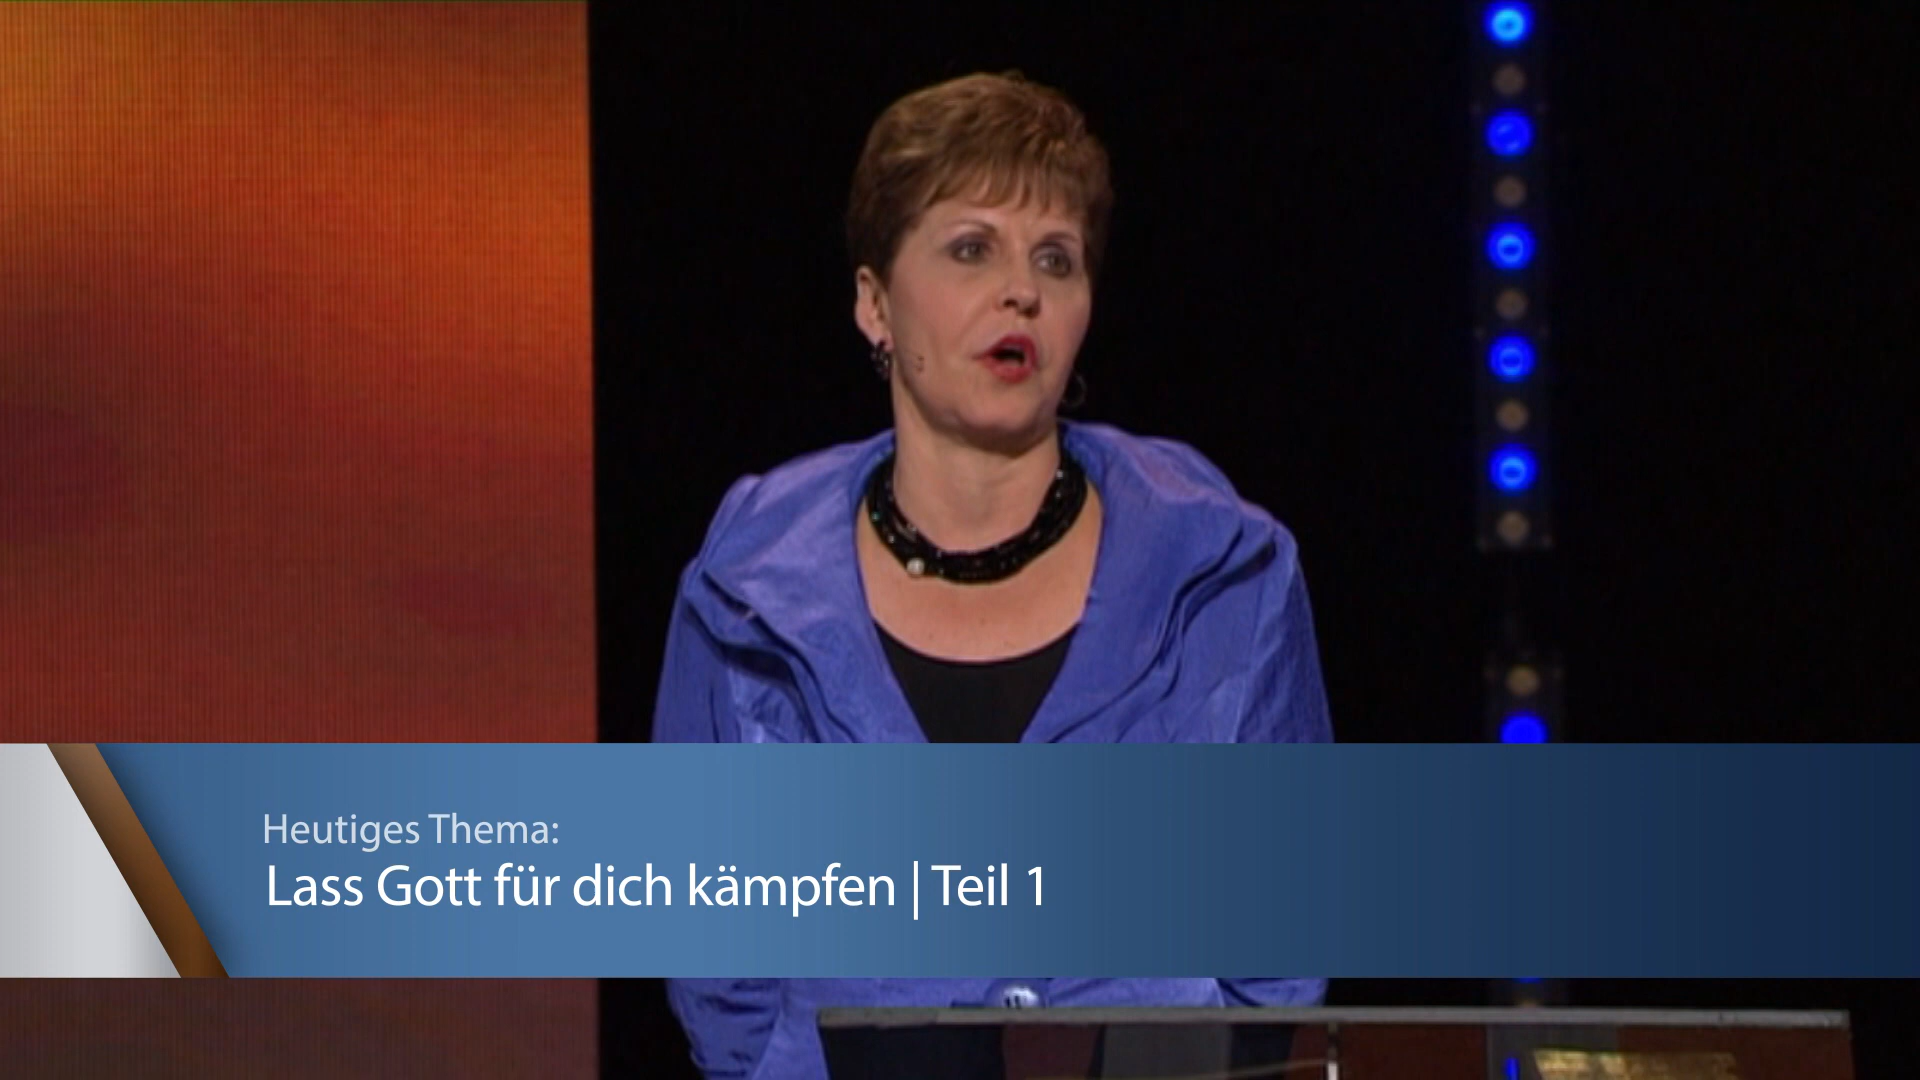 Heutiges Thema:
Lass Gott für dich kämpfen | Teil 1